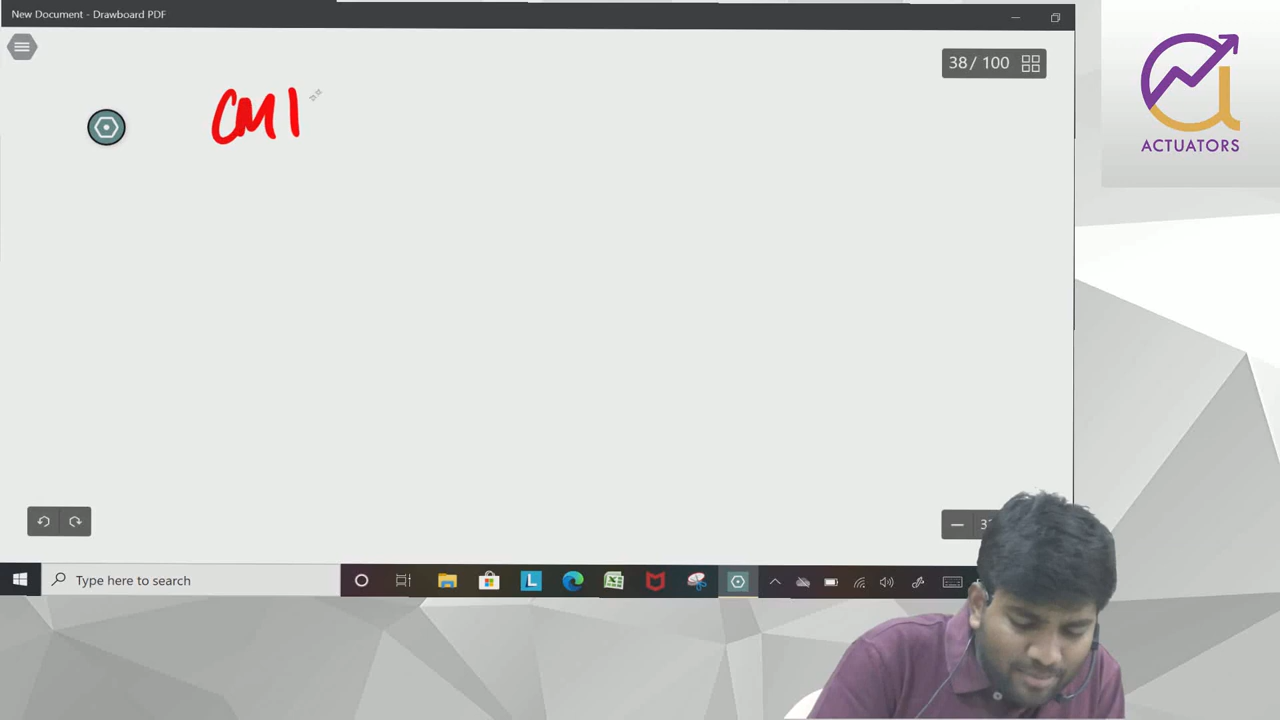 New Document - Drawboard PDF
38 / 100
CM1
ACTUATORS
Type here to search
L